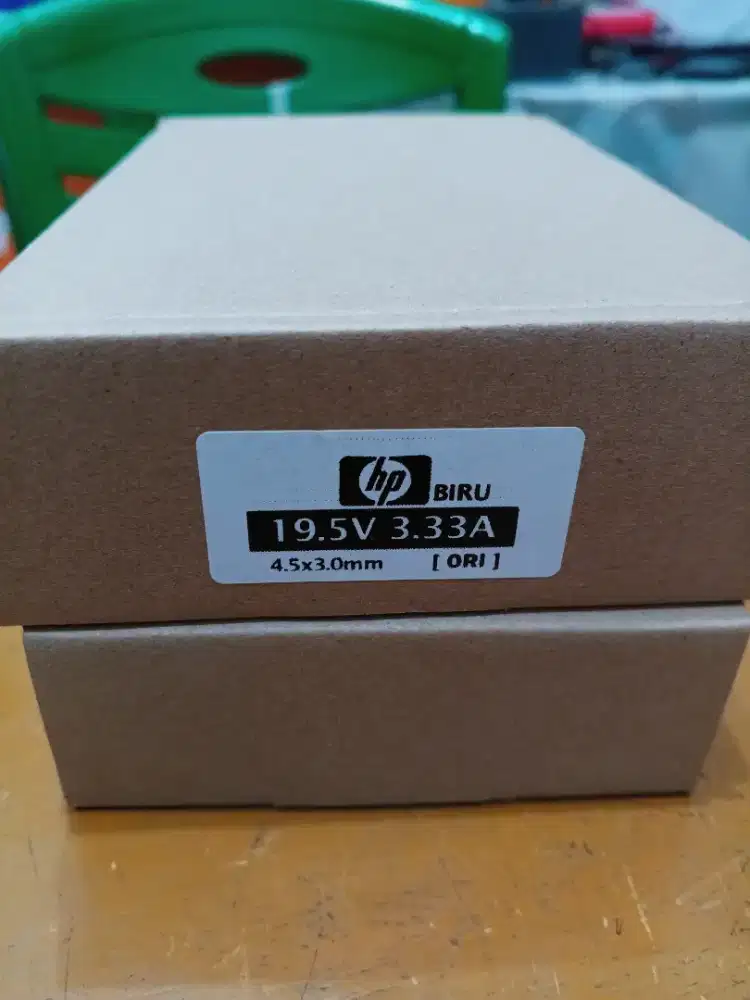 hp BIRU
19.5V 3.33A
4.5x3.0mm [ ORI ]